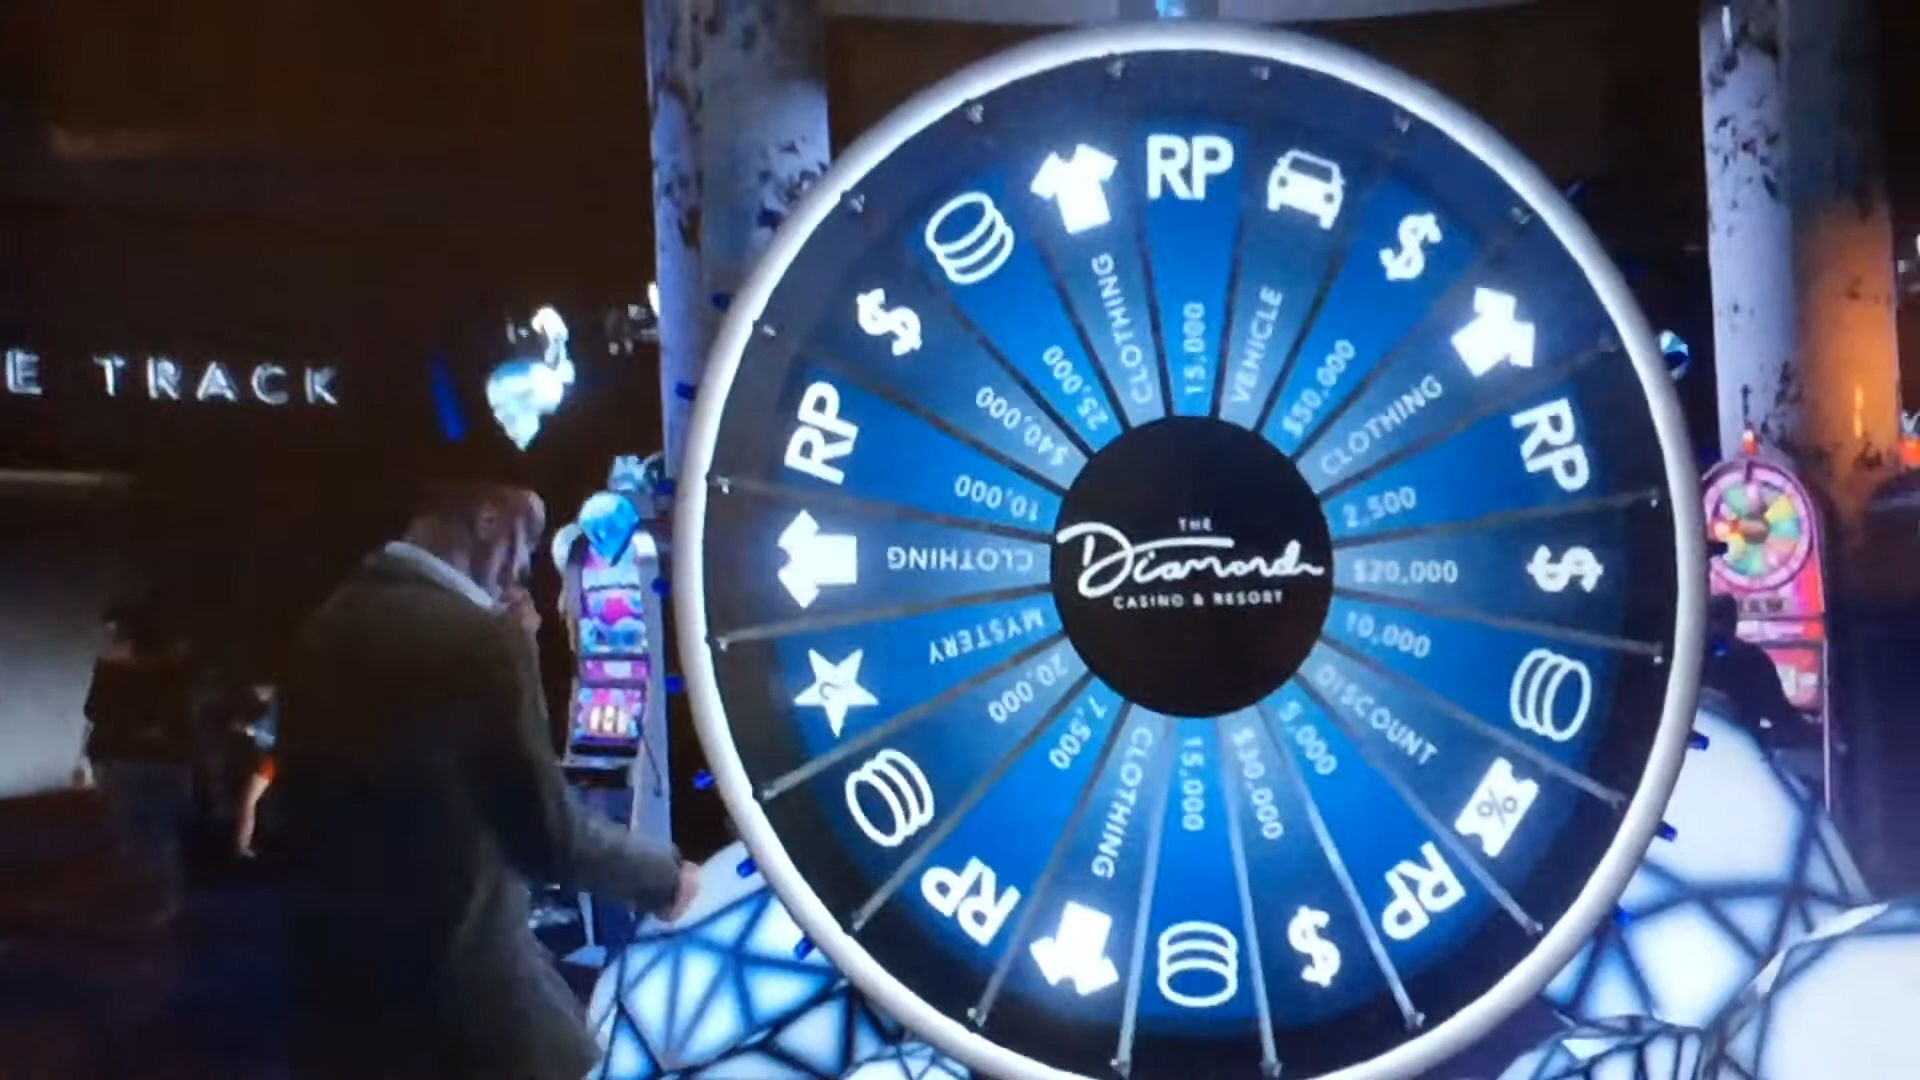 E TRACK
RP
15,000
VEHICLE
$
$50,000
CLOTHING
RP
2,500
$
$20,000
10,000
%
DISCOUNT
RP
5,000
$
$30,000
15,000
CLOTHING
RP
7,500
20,000
?
MYSTERY
CLOTHING
RP
10,000
$
$40,000
25,000
CLOTHING
THE
Diamond
CASINO & RESORT